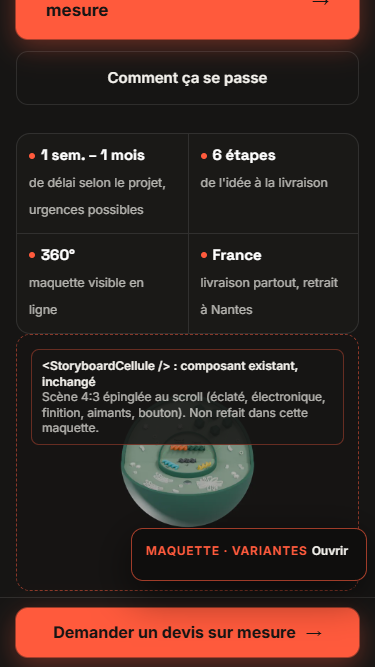 mesure →
Comment ça se passe
1 sem. – 1 mois
de délai selon le projet,
urgences possibles
6 étapes
de l'idée à la livraison
360°
maquette visible en
ligne
France
livraison partout, retrait
à Nantes
<StoryboardCellule /> : composant existant,
inchangé
Scène 4:3 épinglée au scroll (éclaté, électronique,
finition, aimants, bouton). Non refait dans cette
maquette.
MAQUETTE · VARIANTES Ouvrir
Demander un devis sur mesure →